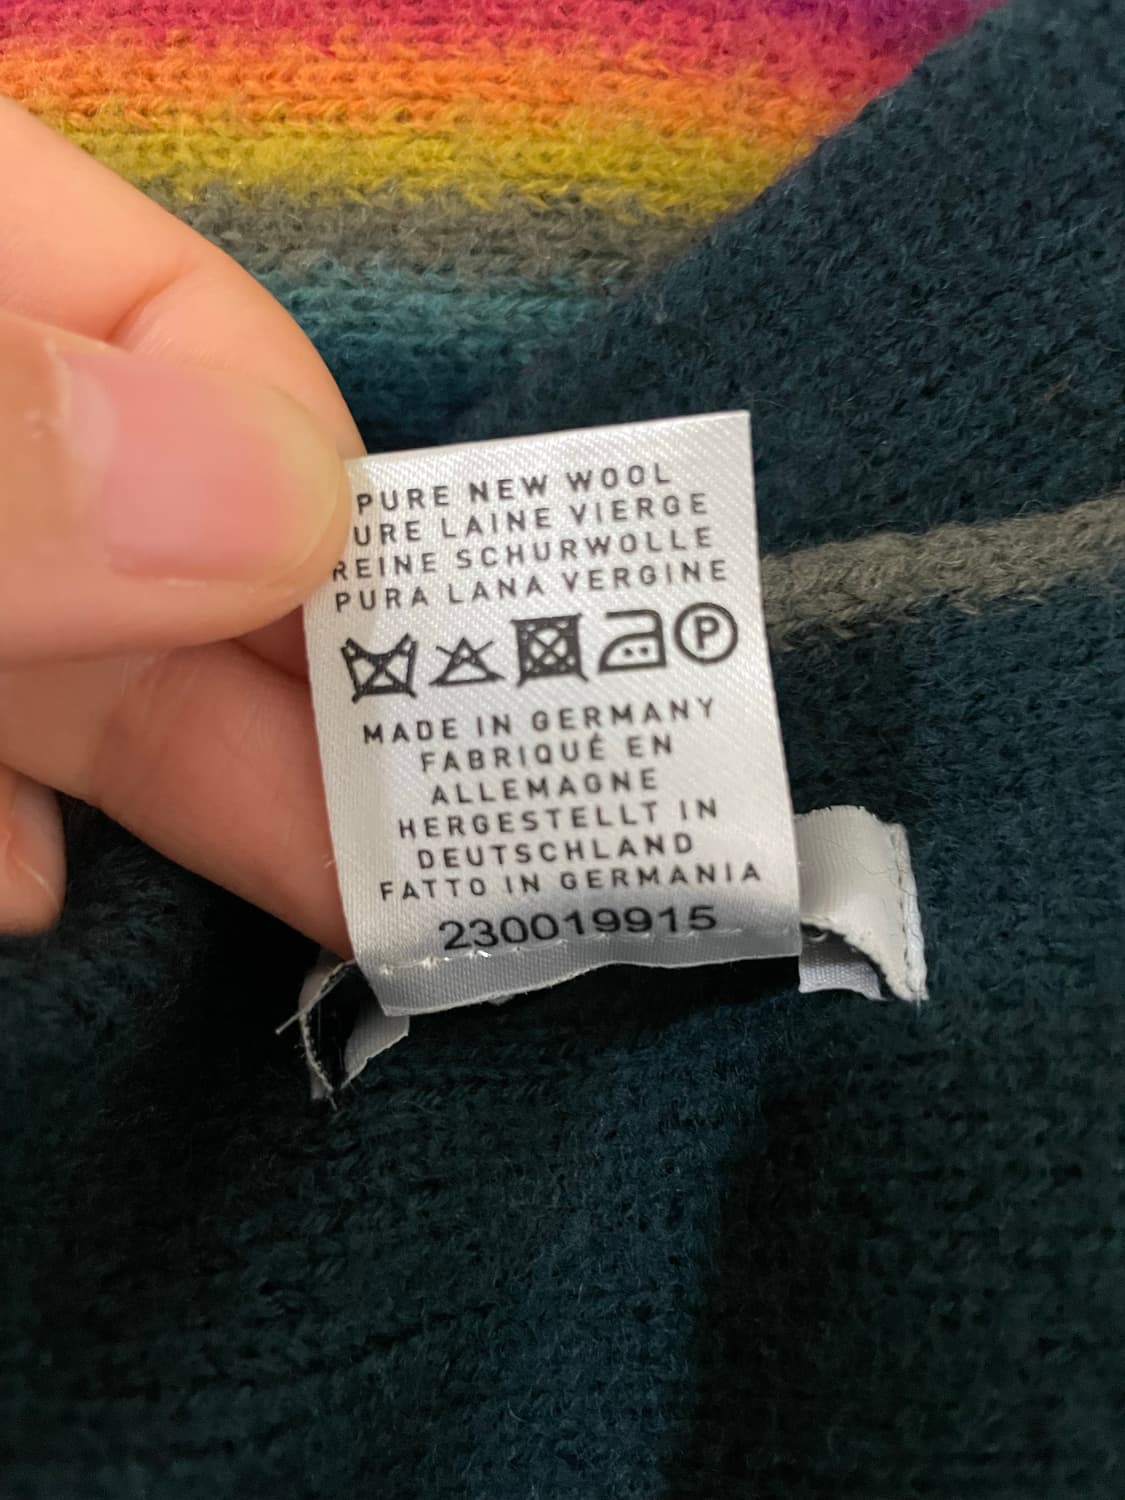 PURE NEW WOOL
URE LAINE VIERGE
REINE SCHURWOLLE
PURA LANA VERGINE
P
MADE IN GERMANY
FABRIQUÉ EN
ALLEMAGNE
HERGESTELLT IN
DEUTSCHLAND
FATTO IN GERMANIA
230019915